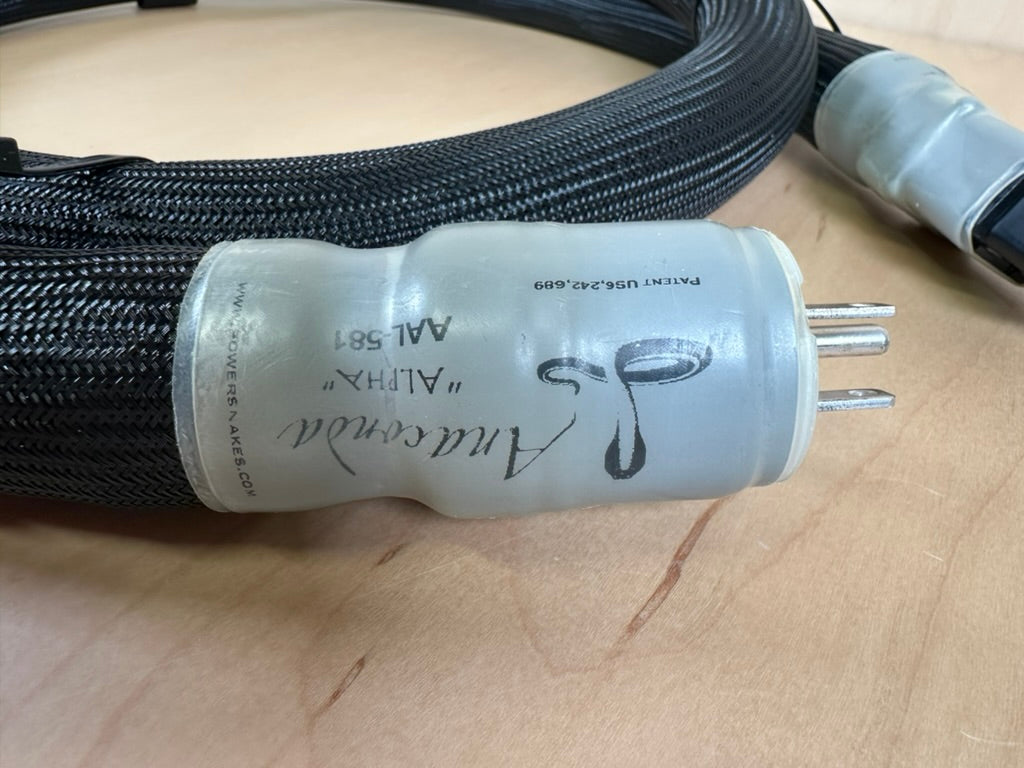 PATENT US6,242,689
Anaconda
"ALPHA"
AAL-581
WWW.POWERSNAKES.COM